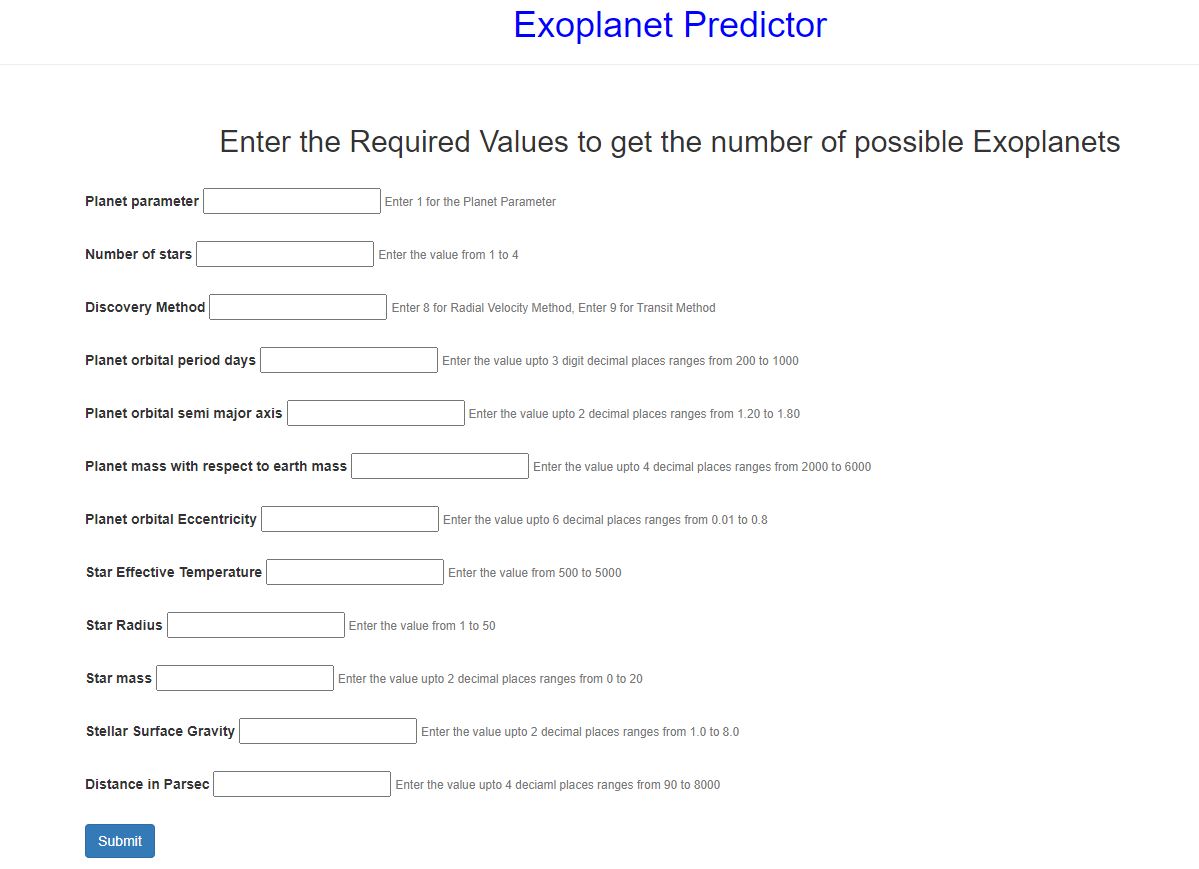 Exoplanet Predictor
Enter the Required Values to get the number of possible Exoplanets
Planet parameter Enter 1 for the Planet Parameter
Number of stars Enter the value from 1 to 4
Discovery Method Enter 8 for Radial Velocity Method, Enter 9 for Transit Method
Planet orbital period days Enter the value upto 3 digit decimal places ranges from 200 to 1000
Planet orbital semi major axis Enter the value upto 2 decimal places ranges from 1.20 to 1.80
Planet mass with respect to earth mass Enter the value upto 4 decimal places ranges from 2000 to 6000
Planet orbital Eccentricity Enter the value upto 6 decimal places ranges from 0.01 to 0.8
Star Effective Temperature Enter the value from 500 to 5000
Star Radius Enter the value from 1 to 50
Star mass Enter the value upto 2 decimal places ranges from 0 to 20
Stellar Surface Gravity Enter the value upto 2 decimal places ranges from 1.0 to 8.0
Distance in Parsec Enter the value upto 4 deciaml places ranges from 90 to 8000
Submit